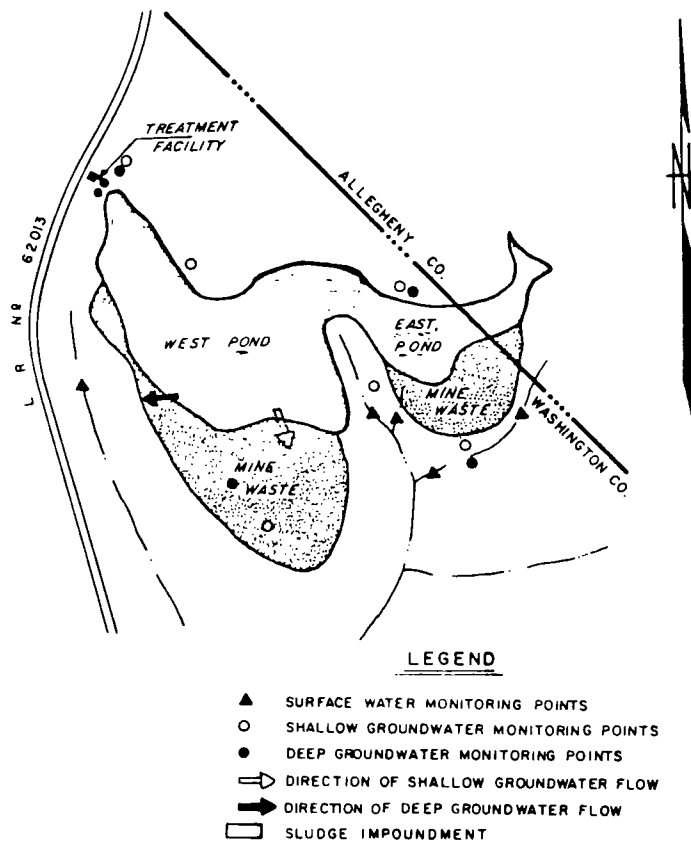 TREATMENT
FACILITY
ALLEGHENY CO.
N
L R Nº 62013
WEST POND
EAST
POND
MINE
WASTE
WASHINGTON CO.
MINE
WASTE
LEGEND
SURFACE WATER MONITORING POINTS
SHALLOW GROUNDWATER MONITORING POINTS
DEEP GROUNDWATER MONITORING POINTS
DIRECTION OF SHALLOW GROUNDWATER FLOW
DIRECTION OF DEEP GROUNDWATER FLOW
SLUDGE IMPOUNDMENT